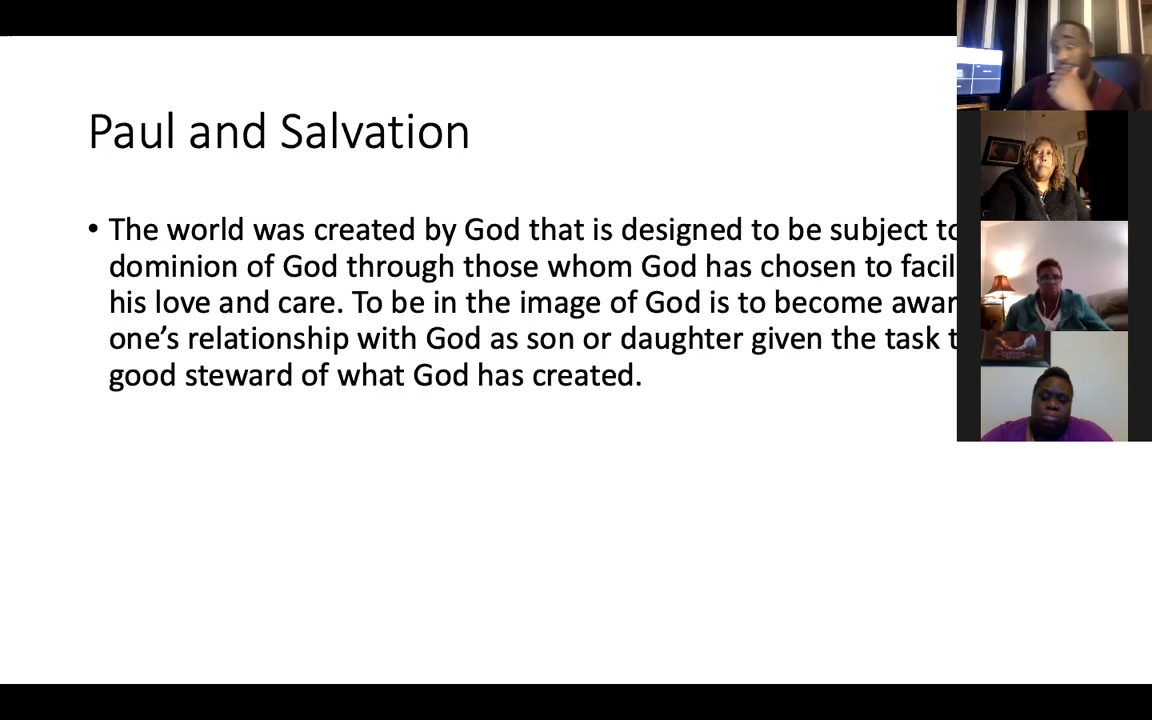 Paul and Salvation
• The world was created by God that is designed to be subject to
dominion of God through those whom God has chosen to facil
his love and care. To be in the image of God is to become awar
one’s relationship with God as son or daughter given the task t
good steward of what God has created.